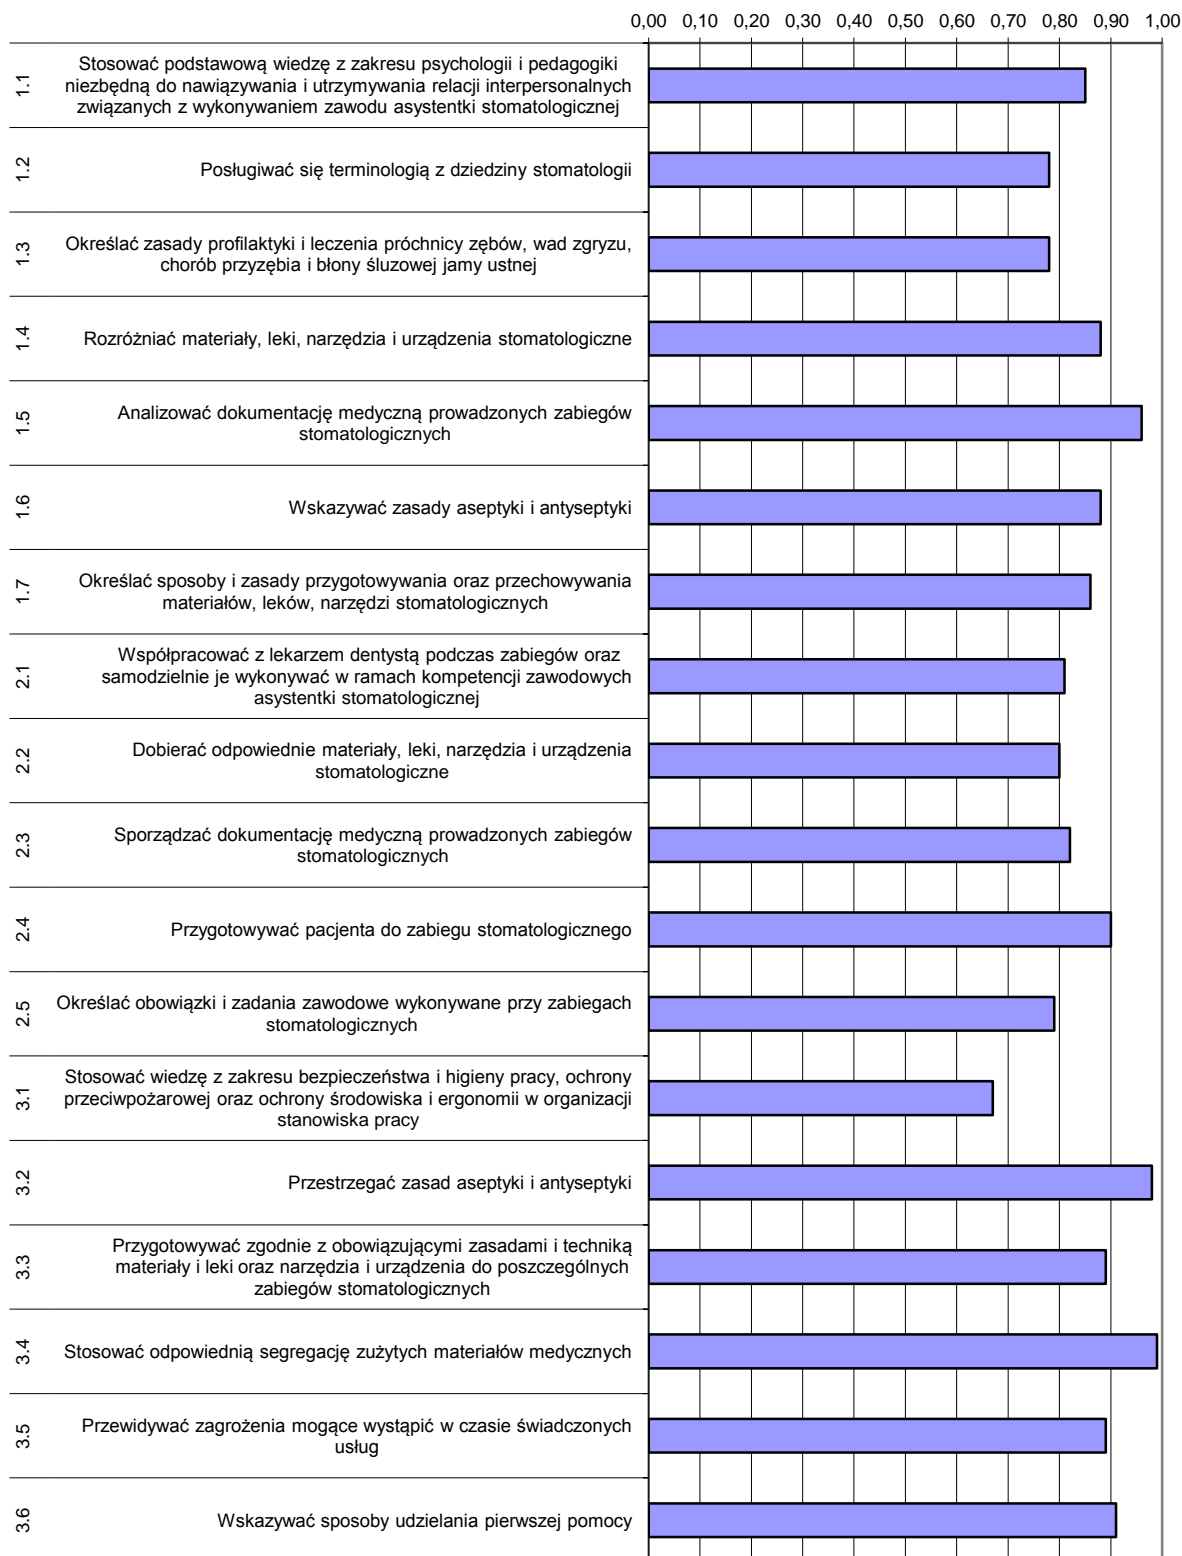 0,00 0,10 0,20 0,30 0,40 0,50 0,60 0,70 0,80 0,90 1,00
1.1
Stosować podstawową wiedzę z zakresu psychologii i pedagogiki
niezbędną do nawiązywania i utrzymywania relacji interpersonalnych
związanych z wykonywaniem zawodu asystentki stomatologicznej
1.2
Posługiwać się terminologią z dziedziny stomatologii
1.3
Określać zasady profilaktyki i leczenia próchnicy zębów, wad zgryzu,
chorób przyzębia i błony śluzowej jamy ustnej
1.4
Rozróżniać materiały, leki, narzędzia i urządzenia stomatologiczne
1.5
Analizować dokumentację medyczną prowadzonych zabiegów
stomatologicznych
1.6
Wskazywać zasady aseptyki i antyseptyki
1.7
Określać sposoby i zasady przygotowywania oraz przechowywania
materiałów, leków, narzędzi stomatologicznych
2.1
Współpracować z lekarzem dentystą podczas zabiegów oraz
samodzielnie je wykonywać w ramach kompetencji zawodowych
asystentki stomatologicznej
2.2
Dobierać odpowiednie materiały, leki, narzędzia i urządzenia
stomatologiczne
2.3
Sporządzać dokumentację medyczną prowadzonych zabiegów
stomatologicznych
2.4
Przygotowywać pacjenta do zabiegu stomatologicznego
2.5
Określać obowiązki i zadania zawodowe wykonywane przy zabiegach
stomatologicznych
3.1
Stosować wiedzę z zakresu bezpieczeństwa i higieny pracy, ochrony
przeciwpożarowej oraz ochrony środowiska i ergonomii w organizacji
stanowiska pracy
3.2
Przestrzegać zasad aseptyki i antyseptyki
3.3
Przygotowywać zgodnie z obowiązującymi zasadami i techniką
materiały i leki oraz narzędzia i urządzenia do poszczególnych
zabiegów stomatologicznych
3.4
Stosować odpowiednią segregację zużytych materiałów medycznych
3.5
Przewidywać zagrożenia mogące wystąpić w czasie świadczonych
usług
3.6
Wskazywać sposoby udzielania pierwszej pomocy